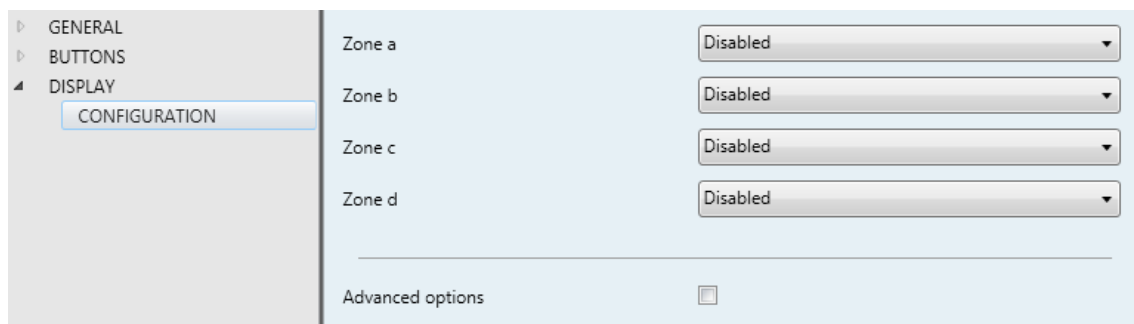 GENERAL
BUTTONS
DISPLAY
CONFIGURATION
Zone a Disabled
Zone b Disabled
Zone c Disabled
Zone d Disabled
Advanced options